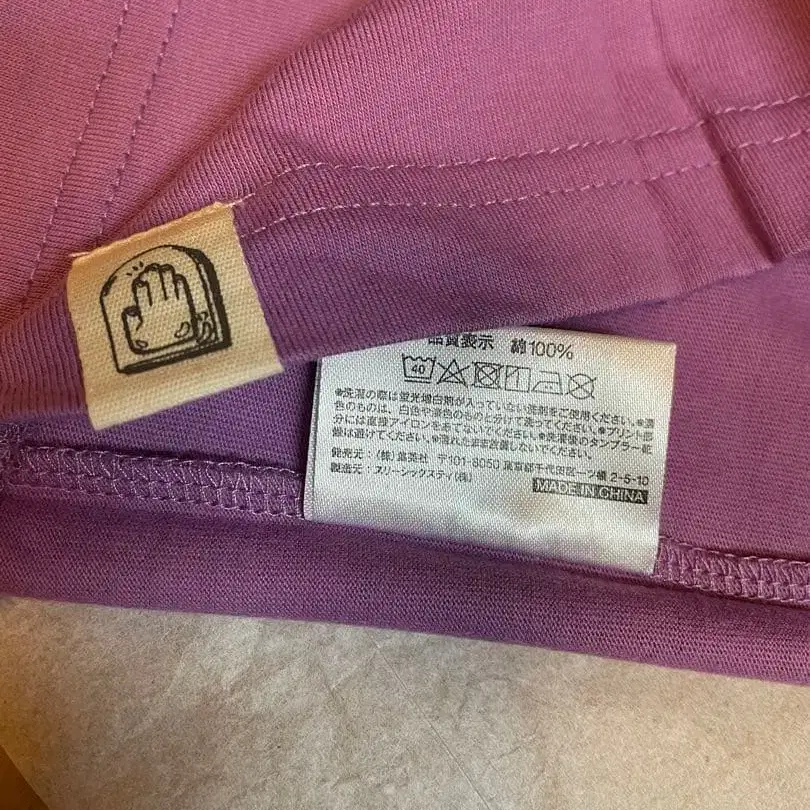 品質表示 綿100%
40
※洗濯の際は蛍光増白剤が入っていない洗剤をご使用ください。※濃
色のものは、白色や淡色のものと分けて洗ってください。※プリント部
分には直接アイロンをあてないでください。※洗濯後のタンブラー乾
燥は避けてください。※濡れたまま放置しないでください。
発売元:(株)集英社 〒101-8050 東京都千代田区一ツ橋 2-5-10
製造元:スリーシックスティ(株)
MADE IN CHINA